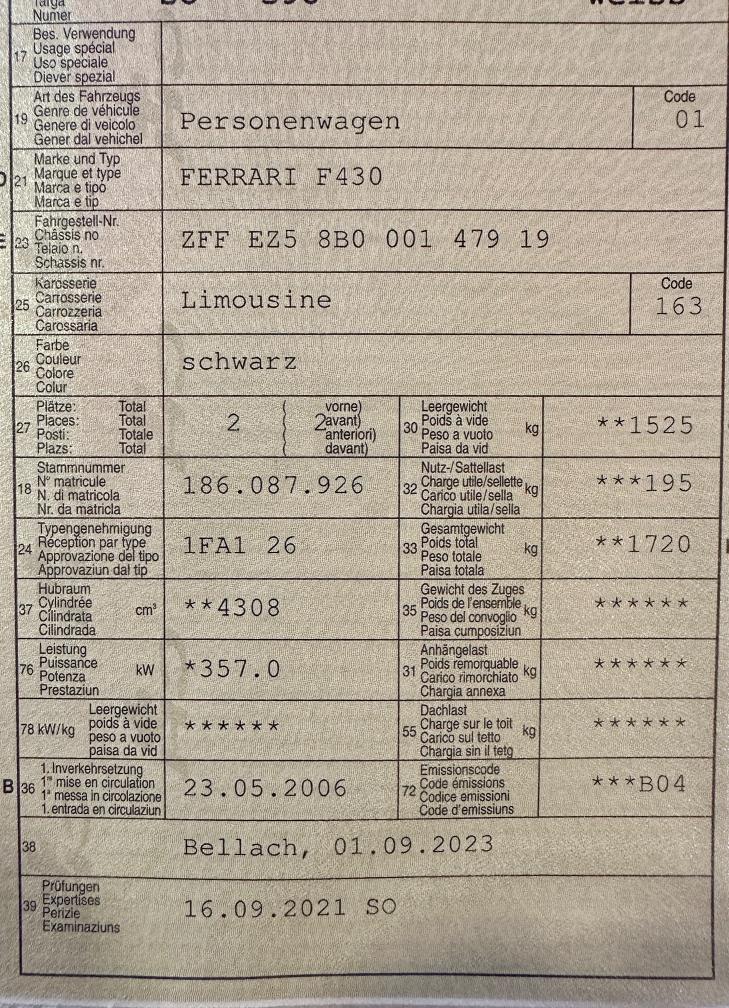 Targa
Numer
17 Bes. Verwendung
Usage spécial
Uso speciale
Diever spezial
19 Art des Fahrzeugs
Genre de véhicule
Genere di veicolo
Gener dal vehichel
Personenwagen
Code
01
21 Marke und Typ
Marque et type
Marca e tipo
Marca e tip
FERRARI F430
23 Fahrgestell-Nr.
Châssis no
Telaio n.
Schassis nr.
ZFF EZ5 8B0 001 479 19
25 Karosserie
Carrosserie
Carrozzeria
Carossaria
Limousine
Code
163
26 Farbe
Couleur
Colore
Colur
schwarz
27 Plätze: Total
Places: Total
Posti: Totale
Plazs: Total
2 ( vorne)
( 2 avant)
( anteriori)
( davant)
30 Leergewicht
Poids à vide
Peso a vuoto kg
Paisa da vid
**1525
18 Stammnummer
N° matricule
N. di matricola
Nr. da matricla
186.087.926
32 Nutz-/Sattellast
Charge utile/sellette kg
Carico utile/sella
Chargia utila/sella
***195
24 Typengenehmigung
Réception par type
Approvazione del tipo
Approvaziun dal tip
1FA1 26
33 Gesamtgewicht
Poids total
Peso totale kg
Paisa totala
**1720
37 Hubraum
Cylindrée
Cilindrata cm³
Cilindrada
**4308
35 Gewicht des Zuges
Poids de l'ensemble kg
Peso del convoglio
Paisa cumposiziun
******
76 Leistung
Puissance
Potenza kW
Prestaziun
*357.0
31 Anhängelast
Poids remorquable
Carico rimorchiato kg
Chargia annexa
******
78 kW/kg Leergewicht
poids à vide
peso a vuoto
paisa da vid
******
55 Dachlast
Charge sur le toit
Carico sul tetto kg
Chargia sin il tetg
******
B 36 1. Inverkehrsetzung
1re mise en circulation
1a messa in circolazione
1. entrada en circulaziun
23.05.2006
72 Emissionscode
Code émissions
Codice emissioni
Code d'emissiuns
***B04
38 Bellach, 01.09.2023
39 Prüfungen
Expertises
Perizie
Examinaziuns
16.09.2021 SO